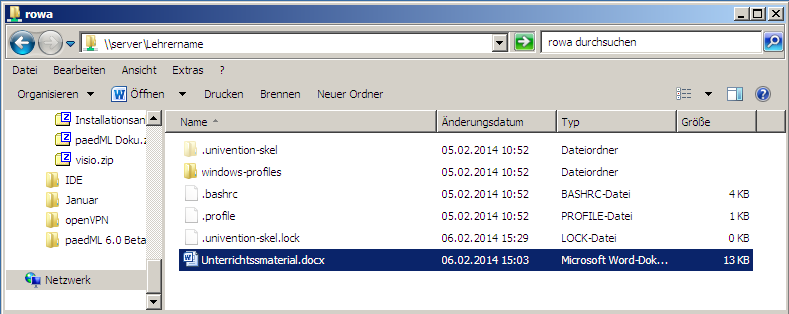 rowa
\\server\Lehrername
rowa durchsuchen
Datei Bearbeiten Ansicht Extras ?
Organisieren Öffnen Drucken Brennen Neuer Ordner
Name Änderungsdatum Typ Größe
Installationsan
paedML Doku.z
visio.zip
IDE
Januar
openVPN
paedML 6.0 Beta
Netzwerk
.univention-skel 05.02.2014 10:52 Dateiordner
windows-profiles 05.02.2014 10:52 Dateiordner
.bashrc 05.02.2014 10:52 BASHRC-Datei 4 KB
.profile 05.02.2014 10:52 PROFILE-Datei 1 KB
.univention-skel.lock 06.02.2014 15:29 LOCK-Datei 0 KB
Unterrichtssmaterial.docx 06.02.2014 15:03 Microsoft Word-Dok... 13 KB